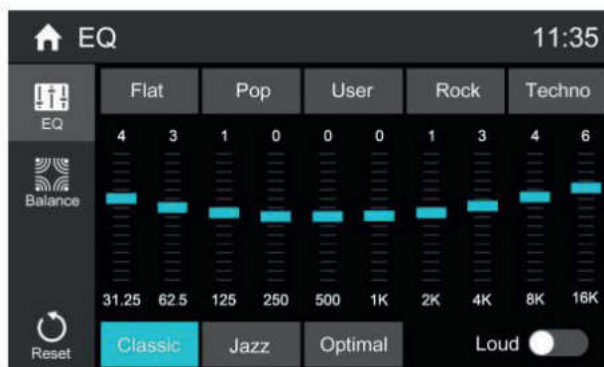 EQ 11:35
EQ Flat Pop User Rock Techno
4 3 1 0 0 0 1 3 4 6
Balance
31.25 62.5 125 250 500 1K 2K 4K 8K 16K
Reset Classic Jazz Optimal Loud